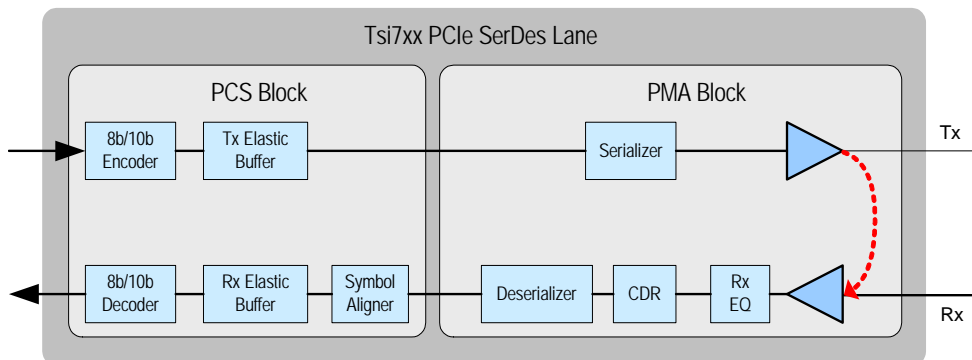 Tsi7xx PCIe SerDes Lane
PCS Block
PMA Block
8b/10b
Encoder
Tx Elastic
Buffer
Serializer
Tx
8b/10b
Decoder
Rx Elastic
Buffer
Symbol
Aligner
Deserializer
CDR
Rx
EQ
Rx